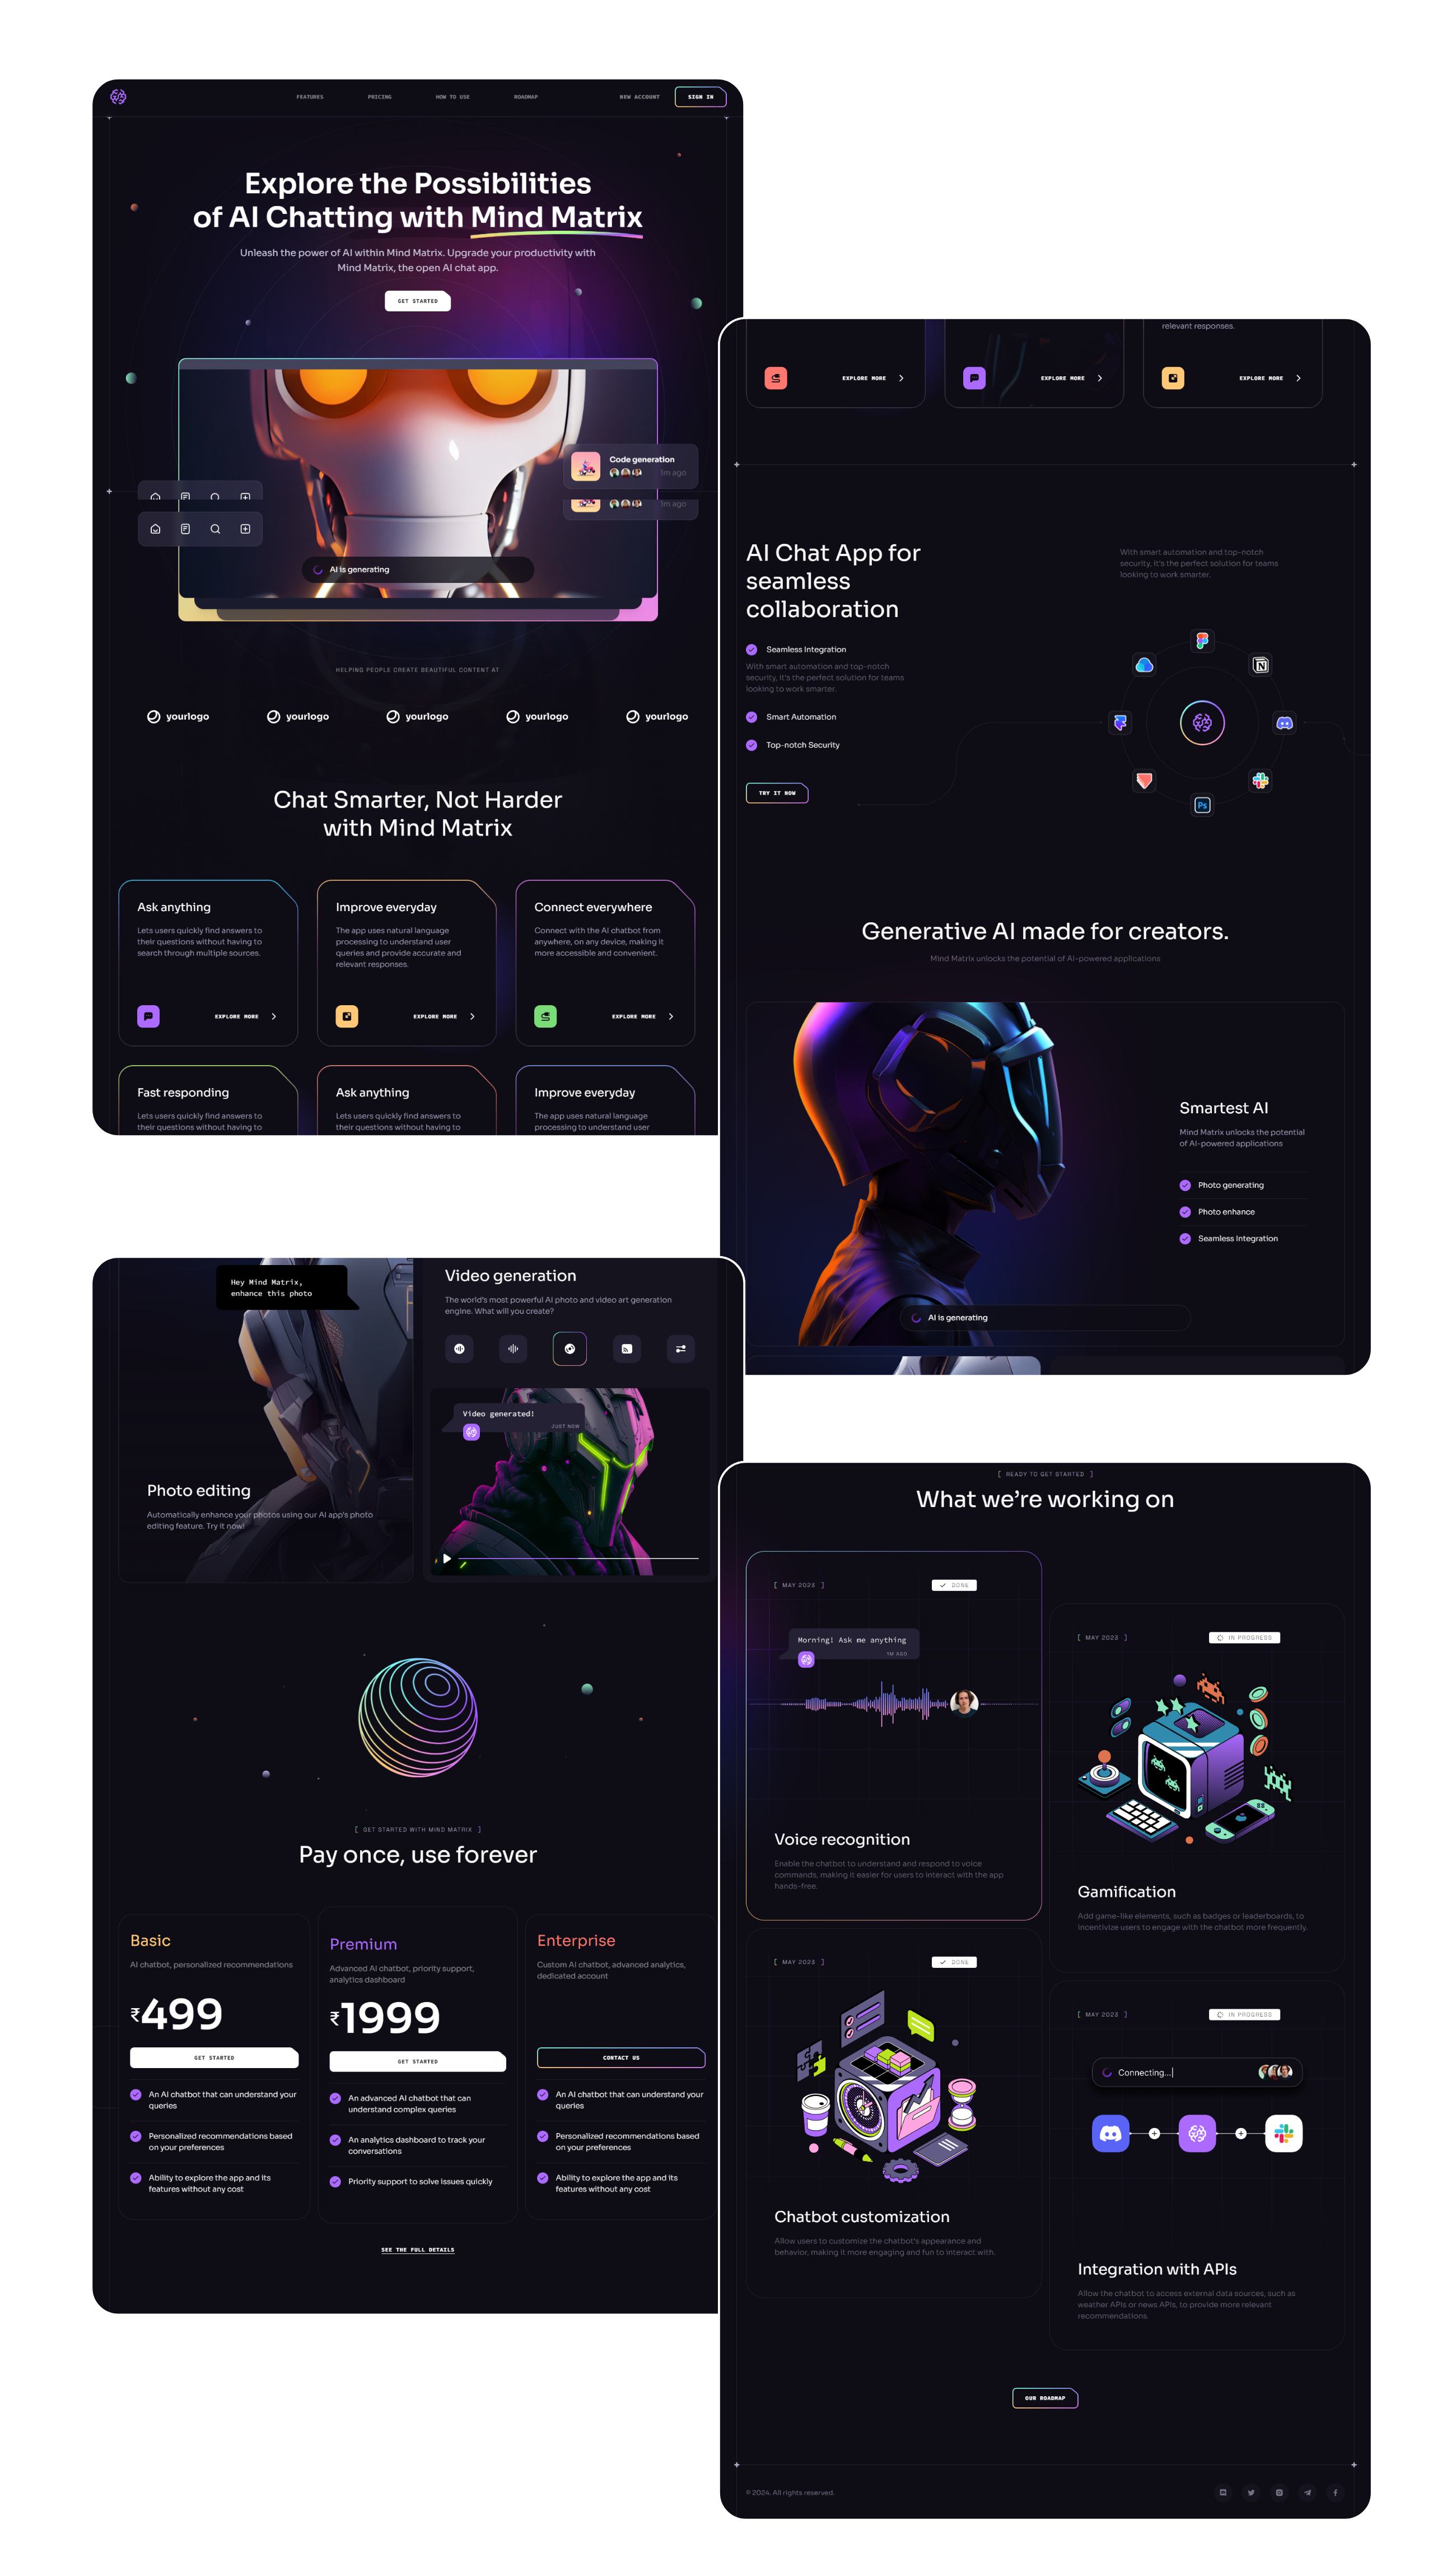 FEATURES
PRICING
HOW TO USE
ROADMAP
NEW ACCOUNT
SIGN IN
Explore the Possibilities
of AI Chatting with Mind Matrix
Unleash the power of AI within Mind Matrix. Upgrade your productivity with
Mind Matrix, the open AI chat app.
GET STARTED
Code generation
1m ago
1m ago
AI is generating
HELPING PEOPLE CREATE BEAUTIFUL CONTENT AT
yourlogo
yourlogo
yourlogo
yourlogo
yourlogo
Chat Smarter, Not Harder
with Mind Matrix
Ask anything
Lets users quickly find answers to
their questions without having to
search through multiple sources.
EXPLORE MORE
Improve everyday
The app uses natural language
processing to understand user
queries and provide accurate and
relevant responses.
EXPLORE MORE
Connect everywhere
Connect with the AI chatbot from
anywhere, on any device, making it
more accessible and convenient.
EXPLORE MORE
Fast responding
Lets users quickly find answers to
their questions without having to
Ask anything
Lets users quickly find answers to
their questions without having to
Improve everyday
The app uses natural language
processing to understand user
relevant responses.
EXPLORE MORE
EXPLORE MORE
EXPLORE MORE
AI Chat App for
seamless
collaboration
Seamless Integration
With smart automation and top-notch
security, it's the perfect solution for teams
looking to work smarter.
Smart Automation
Top-notch Security
TRY IT NOW
With smart automation and top-notch
security, it's the perfect solution for teams
looking to work smarter.
N
Ps
Generative AI made for creators.
Mind Matrix unlocks the potential of AI-powered applications
Smartest AI
Mind Matrix unlocks the potential
of AI-powered applications
Photo generating
Photo enhance
Seamless Integration
AI is generating
Hey Mind Matrix,
enhance this photo
Photo editing
Automatically enhance your photos using our AI app's photo
editing feature. Try it now!
Video generation
The world's most powerful AI photo and video art generation
engine. What will you create?
Video generated!
JUST NOW
[ GET STARTED WITH MIND MATRIX ]
Pay once, use forever
Basic
AI chatbot, personalized recommendations
₹499
GET STARTED
An AI chatbot that can understand your
queries
Personalized recommendations based
on your preferences
Ability to explore the app and its
features without any cost
Premium
Advanced AI chatbot, priority support,
analytics dashboard
₹1999
GET STARTED
An advanced AI chatbot that can
understand complex queries
An analytics dashboard to track your
conversations
Priority support to solve issues quickly
Enterprise
Custom AI chatbot, advanced analytics,
dedicated account
CONTACT US
An AI chatbot that can understand your
queries
Personalized recommendations based
on your preferences
Ability to explore the app and its
features without any cost
SEE THE FULL DETAILS
[ READY TO GET STARTED ]
What we're working on
[ MAY 2023 ]
DONE
Morning! Ask me anything
1M AGO
Voice recognition
Enable the chatbot to understand and respond to voice
commands, making it easier for users to interact with the app
hands-free.
[ MAY 2023 ]
IN PROGRESS
Gamification
Add game-like elements, such as badges or leaderboards, to
incentivize users to engage with the chatbot more frequently.
[ MAY 2023 ]
DONE
Chatbot customization
Allow users to customize the chatbot's appearance and
behavior, making it more engaging and fun to interact with.
[ MAY 2023 ]
IN PROGRESS
Connecting...|
Integration with APIs
Allow the chatbot to access external data sources, such as
weather APIs or news APIs, to provide more relevant
recommendations.
OUR ROADMAP
© 2024. All rights reserved.